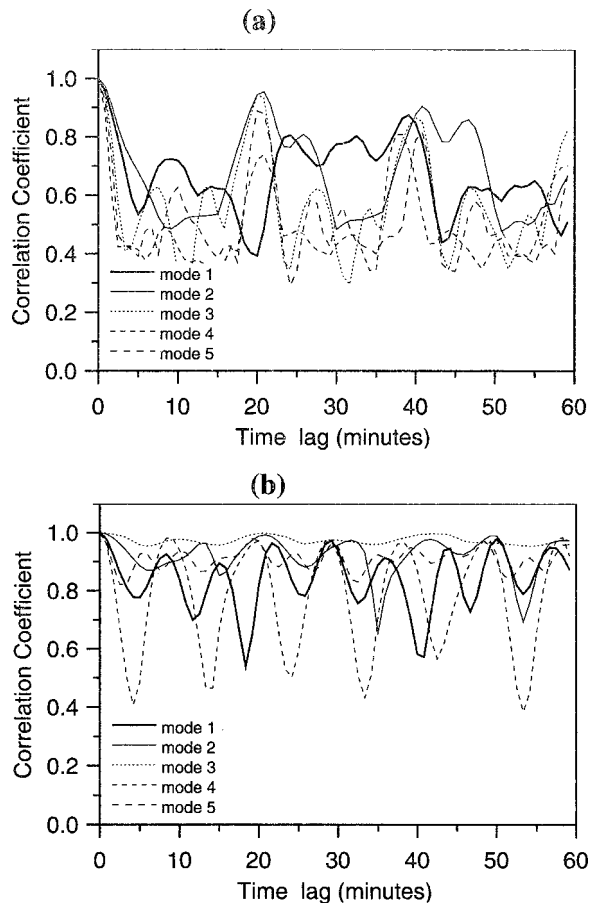 (a)
Correlation Coefficient
1.0
0.8
0.6
0.4
0.2
0.0
mode 1
mode 2
mode 3
mode 4
mode 5
0 10 20 30 40 50 60
Time lag (minutes)
(b)
Correlation Coefficient
1.0
0.8
0.6
0.4
0.2
0.0
mode 1
mode 2
mode 3
mode 4
mode 5
0 10 20 30 40 50 60
Time lag (minutes)